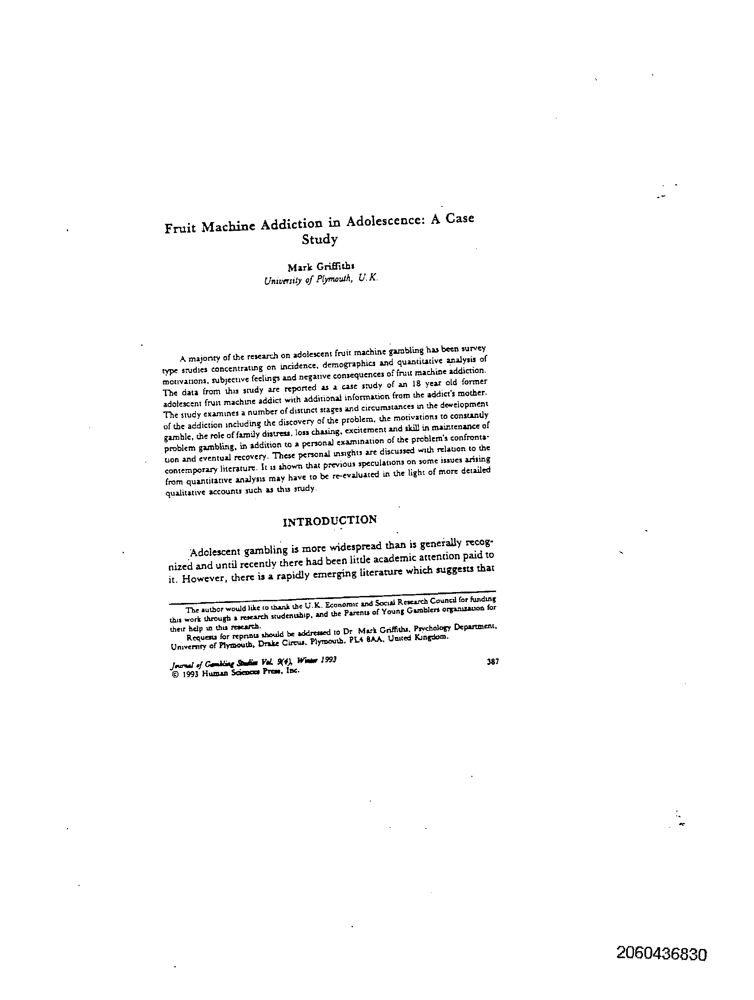 Fruit Machine Addiction in Adolescence: A Case
Study
Mark Griffiths
University of Plymouth, U.K.
A majority of the research on adolescent fruit machine gambling has been survey
type studies concentrating on incidence, demographics and quantitative analysis of
motivations, subjective feelings and negative consequences of fruit machine addiction.
The data from this study are reported as a case study of an 18 year old former
adolescent fruit machine addict with additional information from the addict's mother.
The study examines a number of distinct stages and circumstances in the development
of the addiction including the discovery of the problem, the motivations to constantly
gamble, the role of family distress, loss chasing, excitement and skill in maintenance of
problem gambling, in addition to a personal examination of the problem's confronta-
tion and eventual recovery. These personal insights are discussed with relation to the
contemporary literature. It is shown that previous speculations on some issues arising
from quantitative analysis may have to be re-evaluated in the light of more detailed
qualitative accounts such as this study.
INTRODUCTION
Adolescent gambling is more widespread than is generally recog-
nized and until recently there had been little academic attention paid to
it. However, there is a rapidly emerging literature which suggests that
The author would like to thank the U.K. Economic and Social Research Council for funding
this work through a research studentship, and the Parents of Young Gamblers organization for
their help in this research.
Requests for reprints should be addressed to Dr Mark Griffiths, Psychology Department,
University of Plymouth, Drake Circus, Plymouth, PL4 8AA, United Kingdom.
Journal of Gambling Studies Vol. 9(4), Winter 1993
© 1993 Human Sciences Press, Inc.
387
2060436830